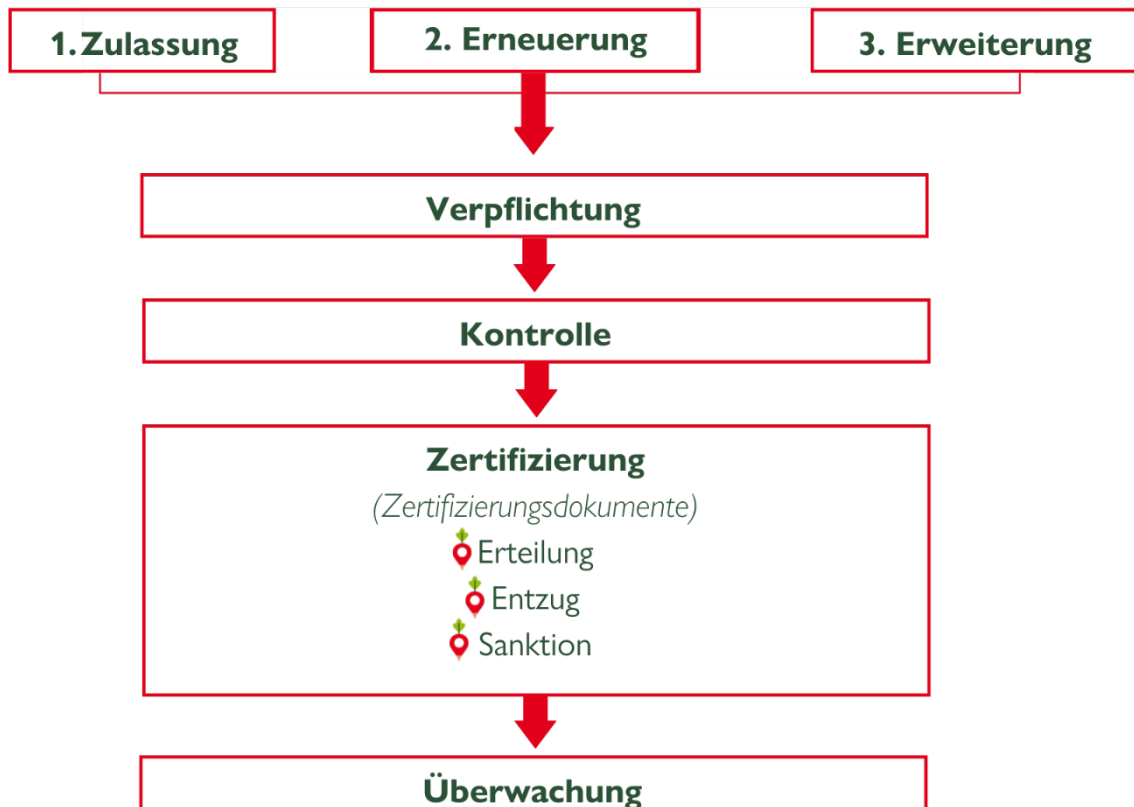 1. Zulassung
2. Erneuerung
3. Erweiterung
Verpflichtung
Kontrolle
Zertifizierung
(Zertifizierungsdokumente)
Erteilung
Entzug
Sanktion
Überwachung